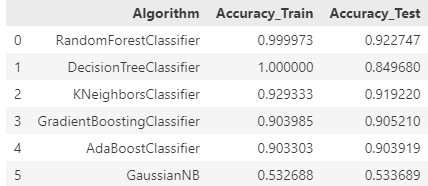 Algorithm Accuracy_Train Accuracy_Test
0 RandomForestClassifier 0.999973 0.922747
1 DecisionTreeClassifier 1.000000 0.849680
2 KNeighborsClassifier 0.929333 0.919220
3 GradientBoostingClassifier 0.903985 0.905210
4 AdaBoostClassifier 0.903303 0.903919
5 GaussianNB 0.532688 0.533689